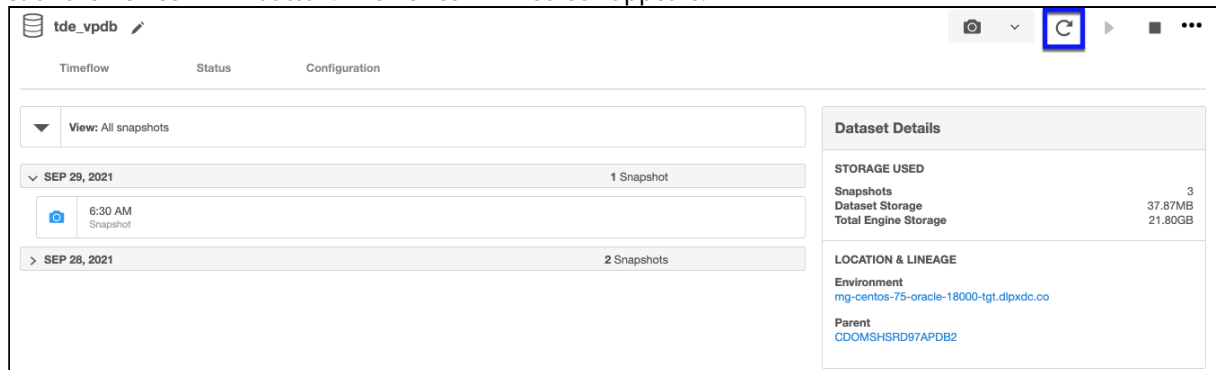 tde_vpdb
Timeflow Status Configuration
View: All snapshots
SEP 29, 2021 1 Snapshot
6:30 AM
Snapshot
SEP 28, 2021 2 Snapshots
Dataset Details
STORAGE USED
Snapshots 3
Dataset Storage 37.87MB
Total Engine Storage 21.80GB
LOCATION & LINEAGE
Environment
mg-centos-75-oracle-18000-tgt.dlpxdc.co
Parent
CDOMSHSRD97APDB2